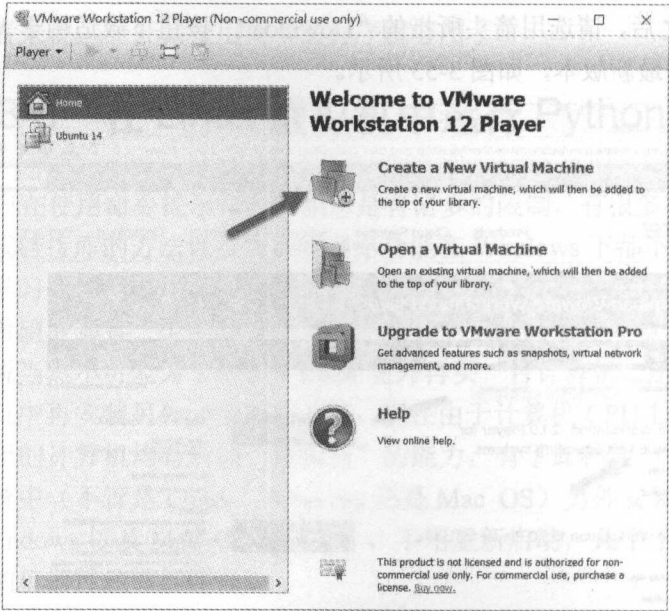 VMware Workstation 12 Player (Non-commercial use only)
Player
Home
Ubuntu 14
Welcome to VMware
Workstation 12 Player
Create a New Virtual Machine
Create a new virtual machine, which will then be added to
the top of your library.
Open a Virtual Machine
Open an existing virtual machine, which will then be added
to the top of your library.
Upgrade to VMware Workstation Pro
Get advanced features such as snapshots, virtual network
management, and more.
Help
View online help.
This product is not licensed and is authorized for non-
commercial use only. For commercial use, purchase a
license. Buy now.